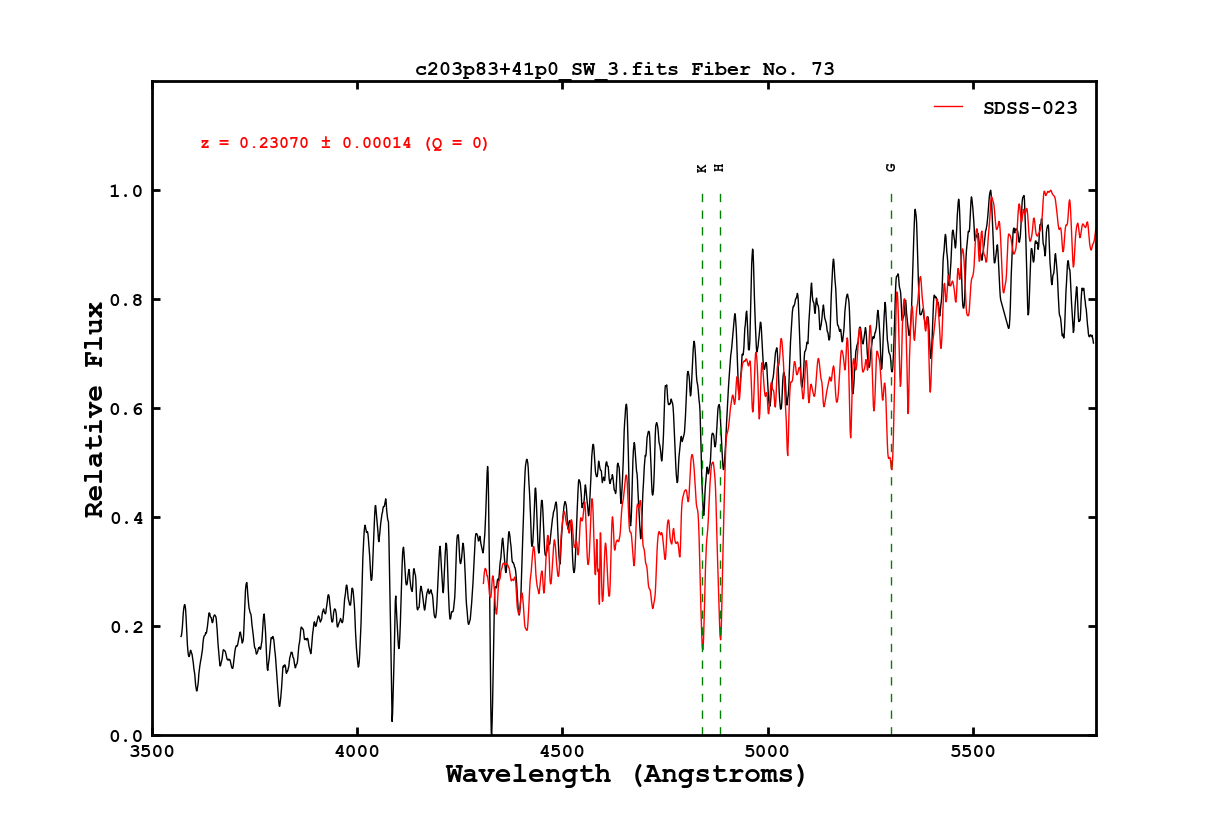 c203p83+41p0_SW_3.fits Fiber No. 73
SDSS-023
z = 0.23070 ± 0.00014 (Q = 0)
K
H
G
1.0
0.8
0.6
0.4
0.2
0.0
Relative Flux
3500
4000
4500
5000
5500
Wavelength (Angstroms)